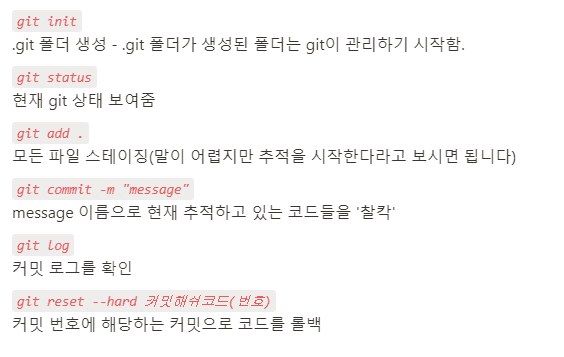 git init
.git 폴더 생성 - .git 폴더가 생성된 폴더는 git이 관리하기 시작함.
git status
현재 git 상태 보여줌
git add .
모든 파일 스테이징(말이 어렵지만 추적을 시작한다라고 보시면 됩니다)
git commit -m "message"
message 이름으로 현재 추적하고 있는 코드들을 '찰칵'
git log
커밋 로그를 확인
git reset --hard 커밋해쉬코드(번호)
커밋 번호에 해당하는 커밋으로 코드를 롤백